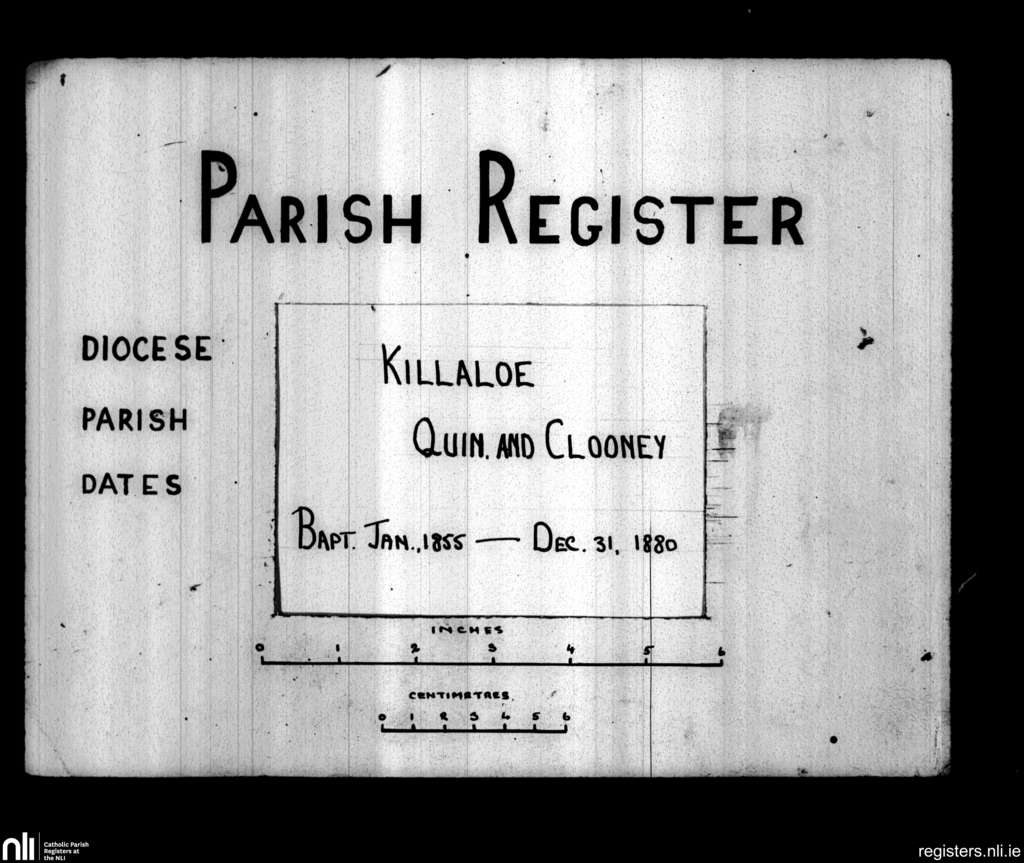 PARISH REGISTER
DIOCESE KILLALOE
PARISH QUIN. AND CLOONEY
DATES
BAPT. JAN., 1855 — DEC. 31, 1880
INCHES
0 1 2 3 4 5 6
CENTIMETRES.
0 1 2 3 4 5 6
nli Catholic Parish
Registers at
the NLI
registers.nli.ie